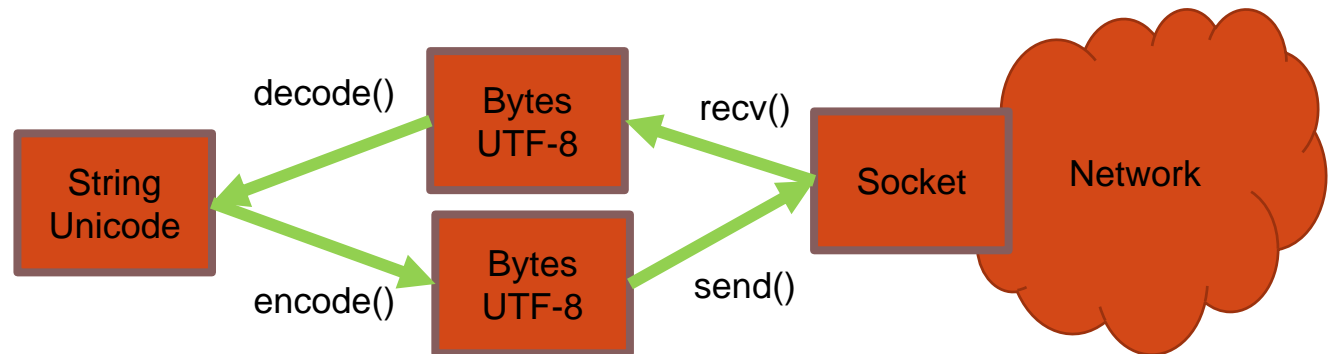 decode()
Bytes
UTF-8
recv()
String
Unicode
Socket
Network
encode()
Bytes
UTF-8
send()